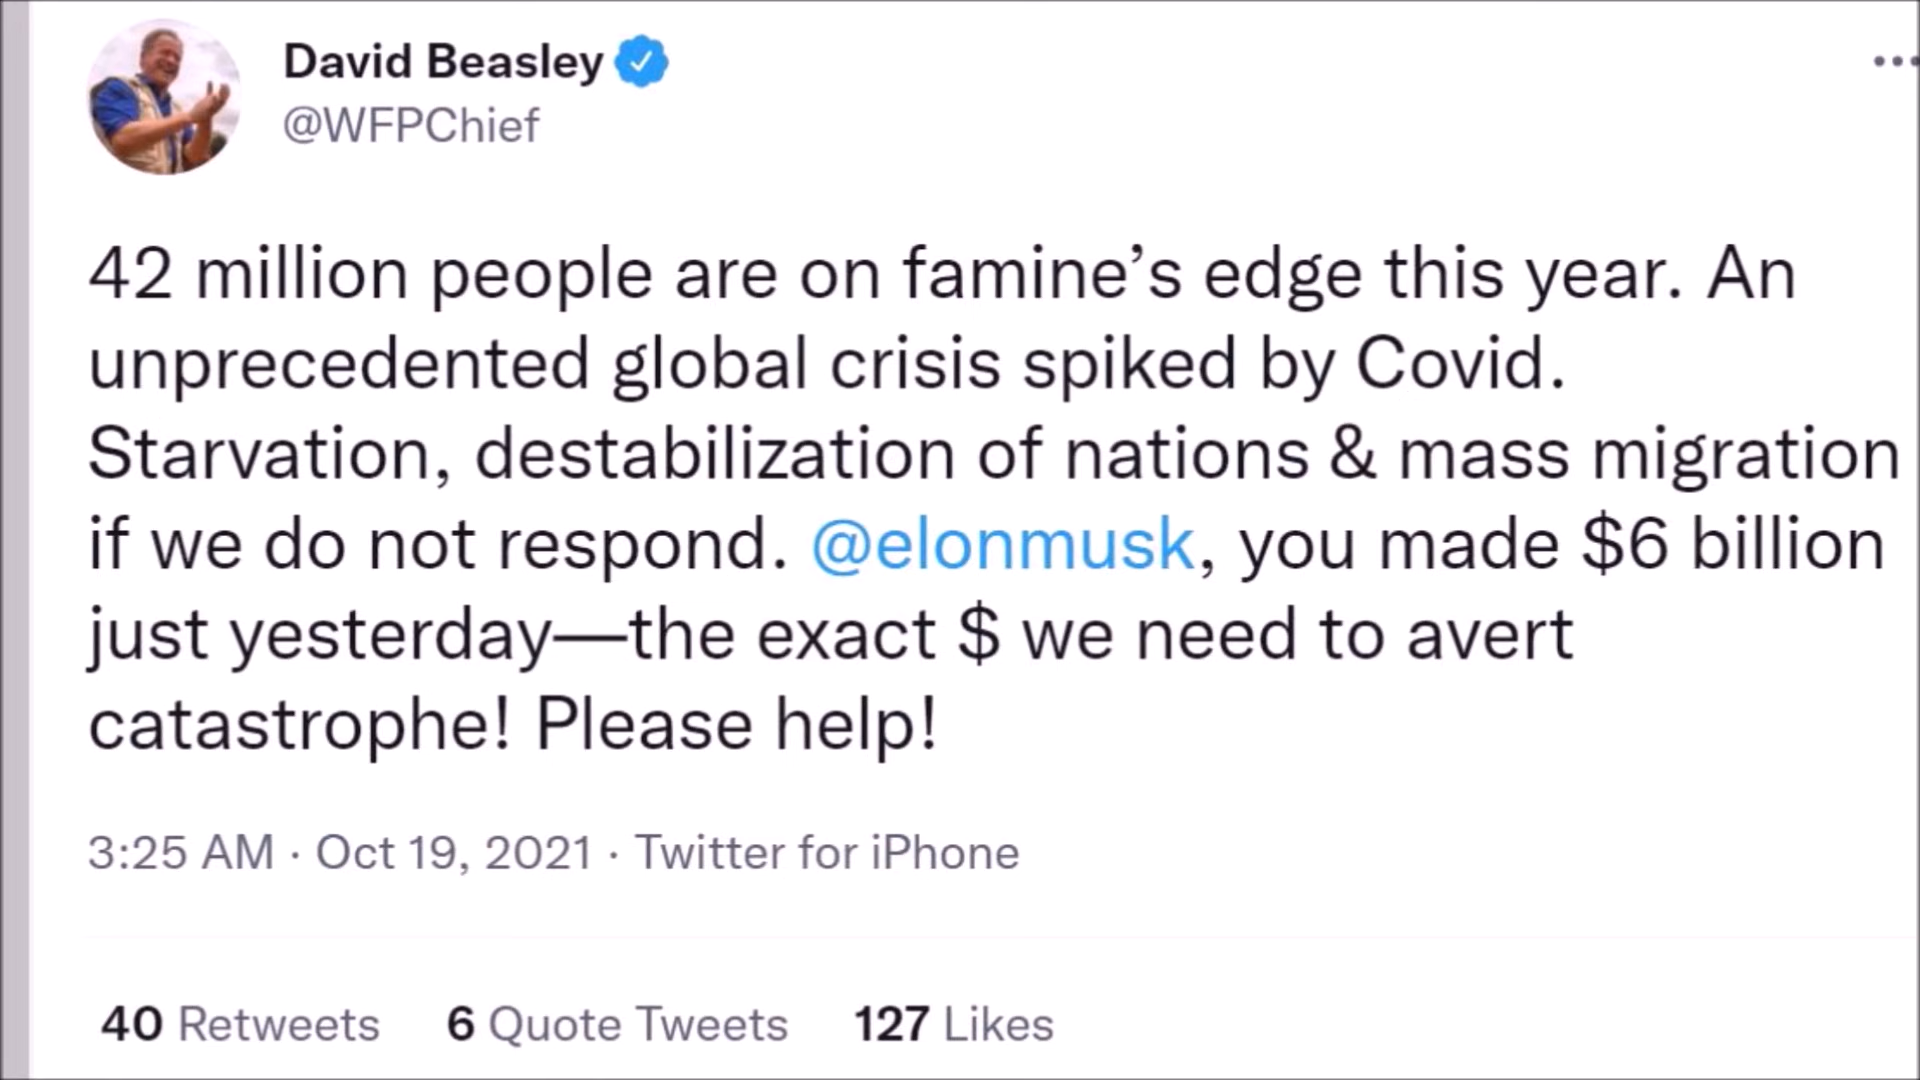 David Beasley
@WFPChief
42 million people are on famine’s edge this year. An
unprecedented global crisis spiked by Covid.
Starvation, destabilization of nations & mass migration
if we do not respond. @elonmusk, you made $6 billion
just yesterday—the exact $ we need to avert
catastrophe! Please help!
3:25 AM · Oct 19, 2021 · Twitter for iPhone
40 Retweets 6 Quote Tweets 127 Likes